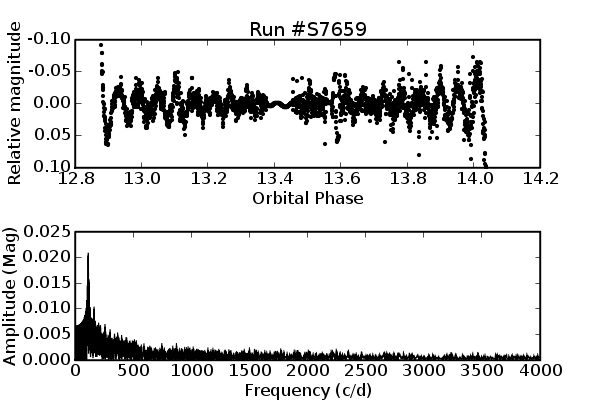 Run #S7659
Relative magnitude
-0.10
-0.05
0.00
0.05
0.10
12.8 13.0 13.2 13.4 13.6 13.8 14.0 14.2
Orbital Phase
Amplitude (Mag)
0.025
0.020
0.015
0.010
0.005
0.000
0 500 1000 1500 2000 2500 3000 3500 4000
Frequency (c/d)